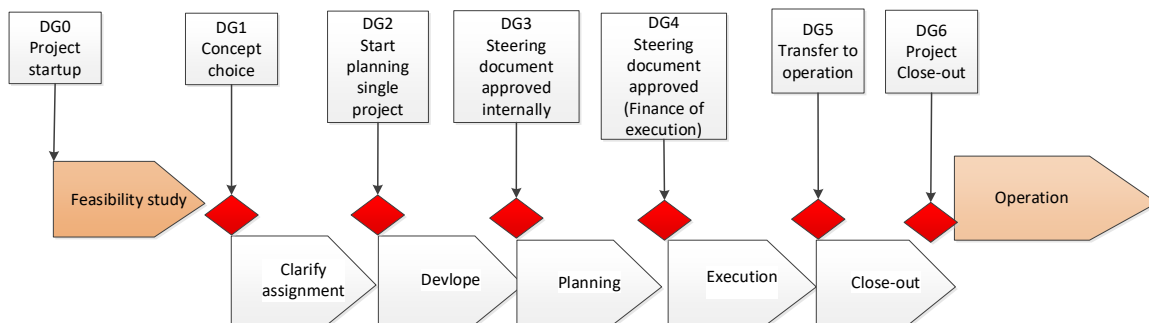 DG0
Project
startup
DG1
Concept
choice
DG2
Start
planning
single
project
DG3
Steering
document
approved
internally
DG4
Steering
document
approved
(Finance of
execution)
DG5
Transfer to
operation
DG6
Project
Close-out
Feasibility study
Operation
Clarify
assignment
Devlope
Planning
Execution
Close-out